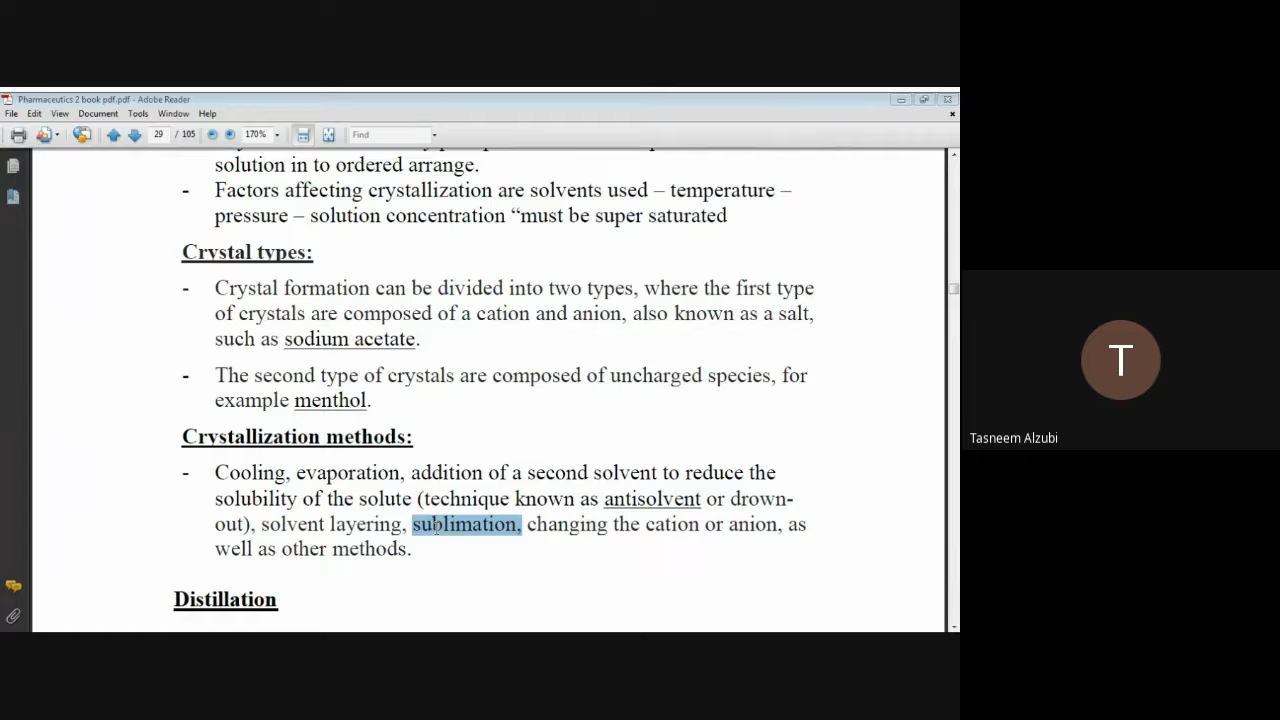 Pharmaceutics 2 book pdf.pdf - Adobe Reader
File Edit View Document Tools Window Help
29 / 105 170% Find
solution in to ordered arrange.
- Factors affecting crystallization are solvents used – temperature –
pressure – solution concentration “must be super saturated
Crystal types:
- Crystal formation can be divided into two types, where the first type
of crystals are composed of a cation and anion, also known as a salt,
such as sodium acetate.
- The second type of crystals are composed of uncharged species, for
example menthol.
Crystallization methods:
- Cooling, evaporation, addition of a second solvent to reduce the
solubility of the solute (technique known as antisolvent or drown-
out), solvent layering, sublimation, changing the cation or anion, as
well as other methods.
Distillation
T
Tasneem Alzubi